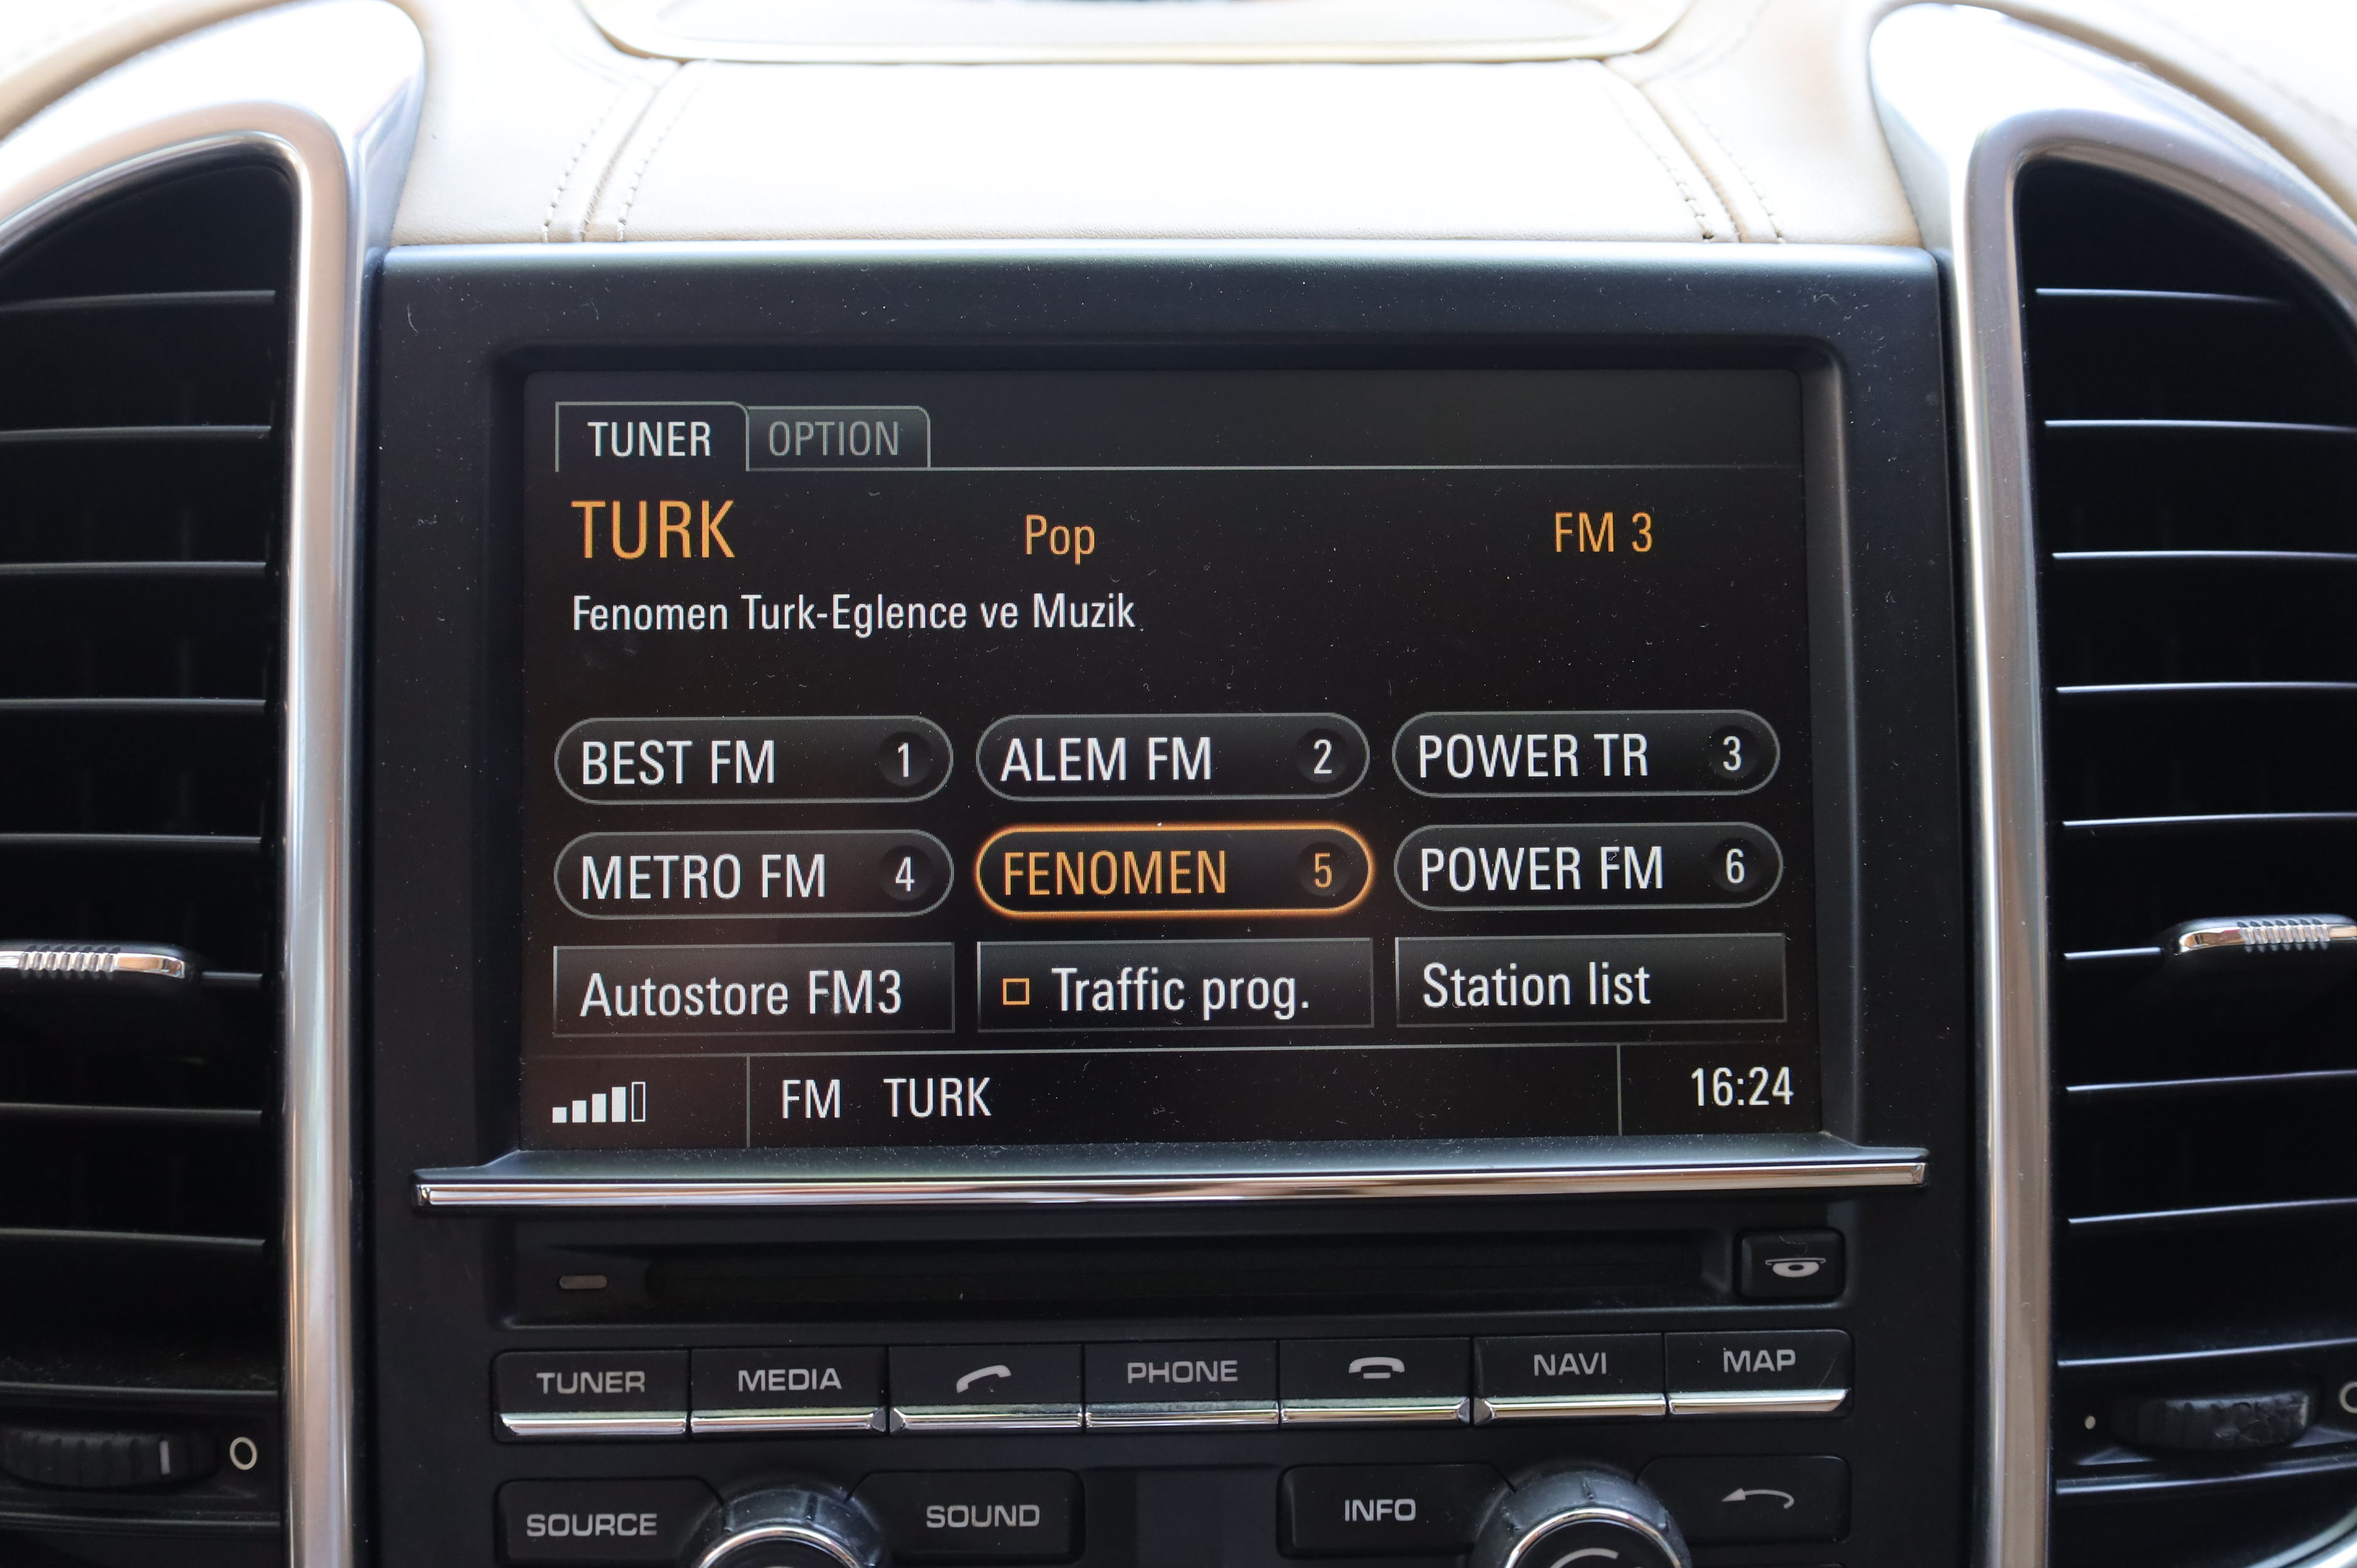 TUNER OPTION
TURK Pop FM 3
Fenomen Turk-Eglence ve Muzik
BEST FM 1 ALEM FM 2 POWER TR 3
METRO FM 4 FENOMEN 5 POWER FM 6
Autostore FM3 Traffic prog. Station list
FM TURK 16:24
TUNER MEDIA PHONE NAVI MAP
SOURCE SOUND INFO